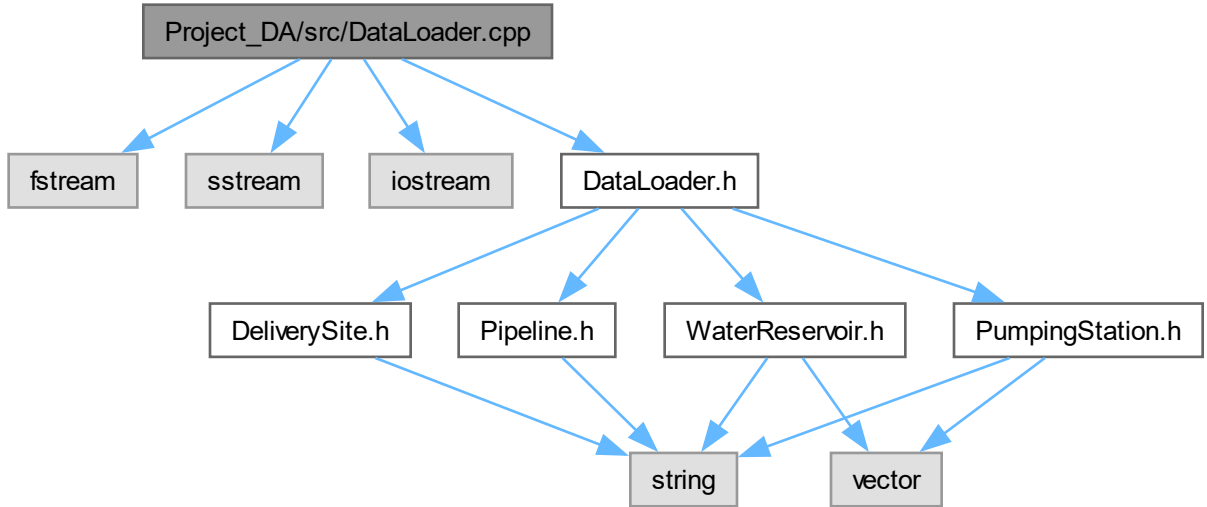 Project_DA/src/DataLoader.cpp
fstream
sstream
iostream
DataLoader.h
DeliverySite.h
Pipeline.h
WaterReservoir.h
PumpingStation.h
string
vector